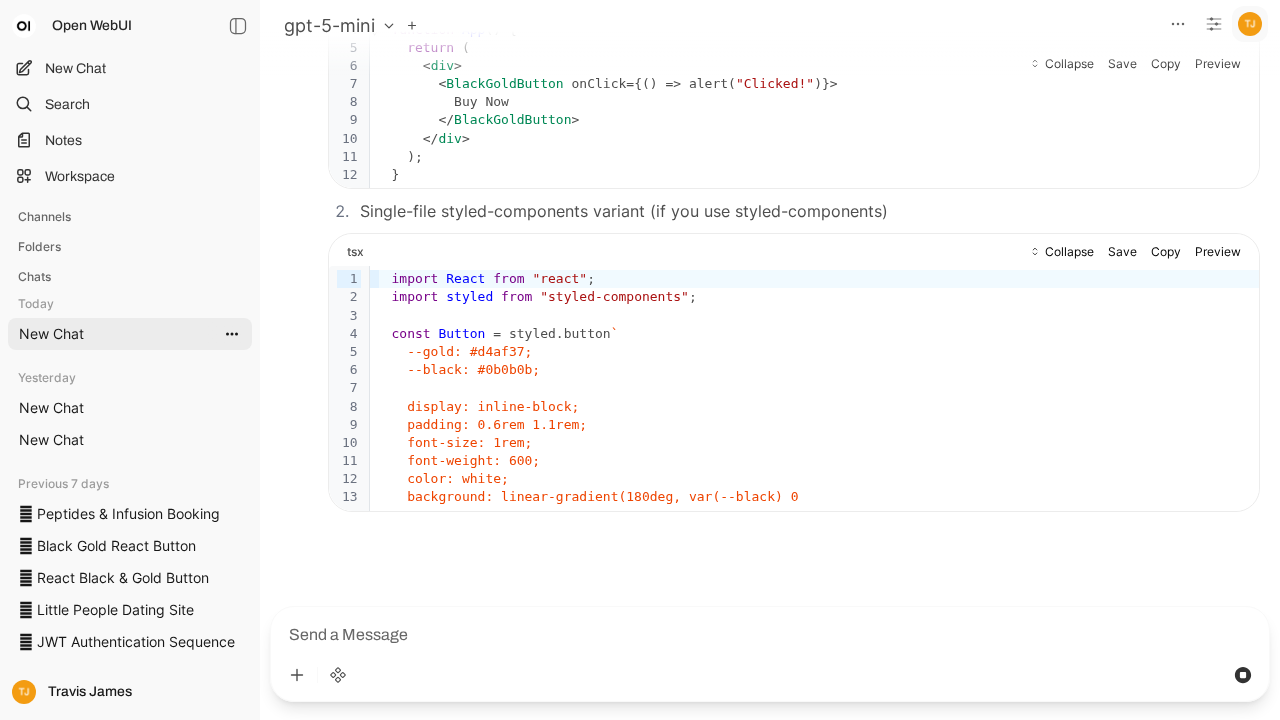 OI Open WebUI
New Chat
Search
Notes
Workspace
Channels
Folders
Chats
Today
New Chat
Yesterday
New Chat
New Chat
Previous 7 days
Peptides & Infusion Booking
Black Gold React Button
React Black & Gold Button
Little People Dating Site
JWT Authentication Sequence
TJ Travis James
gpt-5-mini
TJ
5 return (
6 <div>
Collapse Save Copy Preview
7 <BlackGoldButton onClick={() => alert("Clicked!")}>
8 Buy Now
9 </BlackGoldButton>
10 </div>
11 );
12 }
2. Single-file styled-components variant (if you use styled-components)
tsx Collapse Save Copy Preview
1 import React from "react";
2 import styled from "styled-components";
3
4 const Button = styled.button`
5 --gold: #d4af37;
6 --black: #0b0b0b;
7
8 display: inline-block;
9 padding: 0.6rem 1.1rem;
10 font-size: 1rem;
11 font-weight: 600;
12 color: white;
13 background: linear-gradient(180deg, var(--black) 0
Send a Message